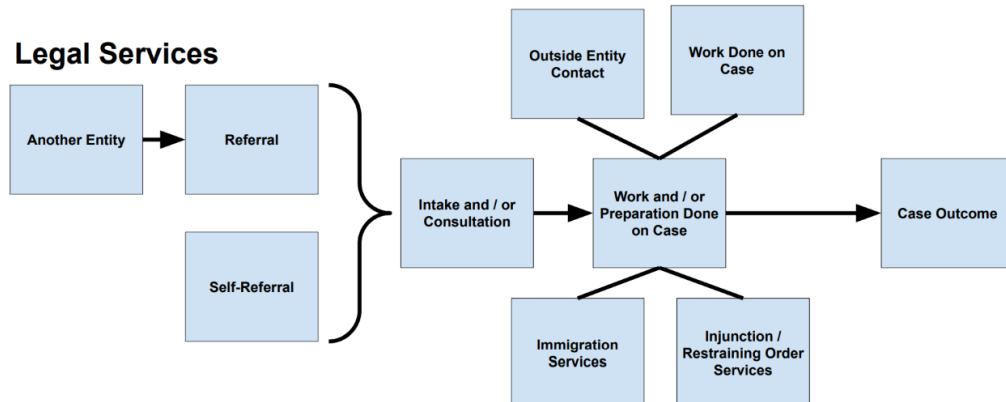 Legal Services
Another Entity
Referral
Self-Referral
Intake and / or
Consultation
Outside Entity
Contact
Work Done on
Case
Work and / or
Preparation Done
on Case
Immigration
Services
Injunction /
Restraining Order
Services
Case Outcome